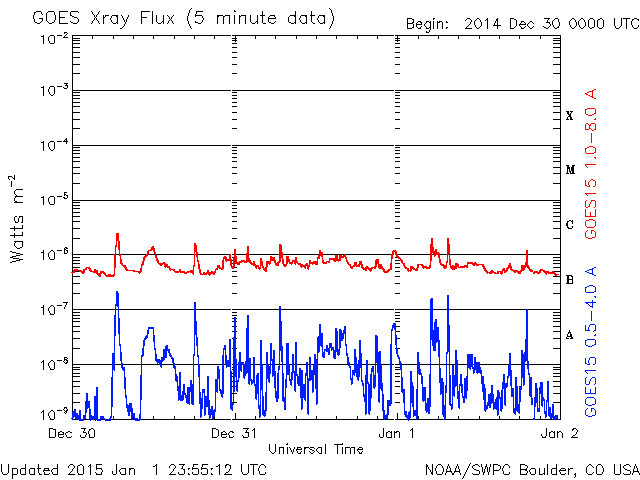 GOES Xray Flux (5 minute data)
Begin: 2014 Dec 30 0000 UTC
10-2
10-3
10-4
10-5
10-6
10-7
10-8
10-9
Watts m-2
X
M
C
B
A
GOES15 1.0-8.0 A
GOES15 0.5-4.0 A
Dec 30
Dec 31
Jan 1
Jan 2
Universal Time
Updated 2015 Jan 1 23:55:12 UTC
NOAA/SWPC Boulder, CO USA